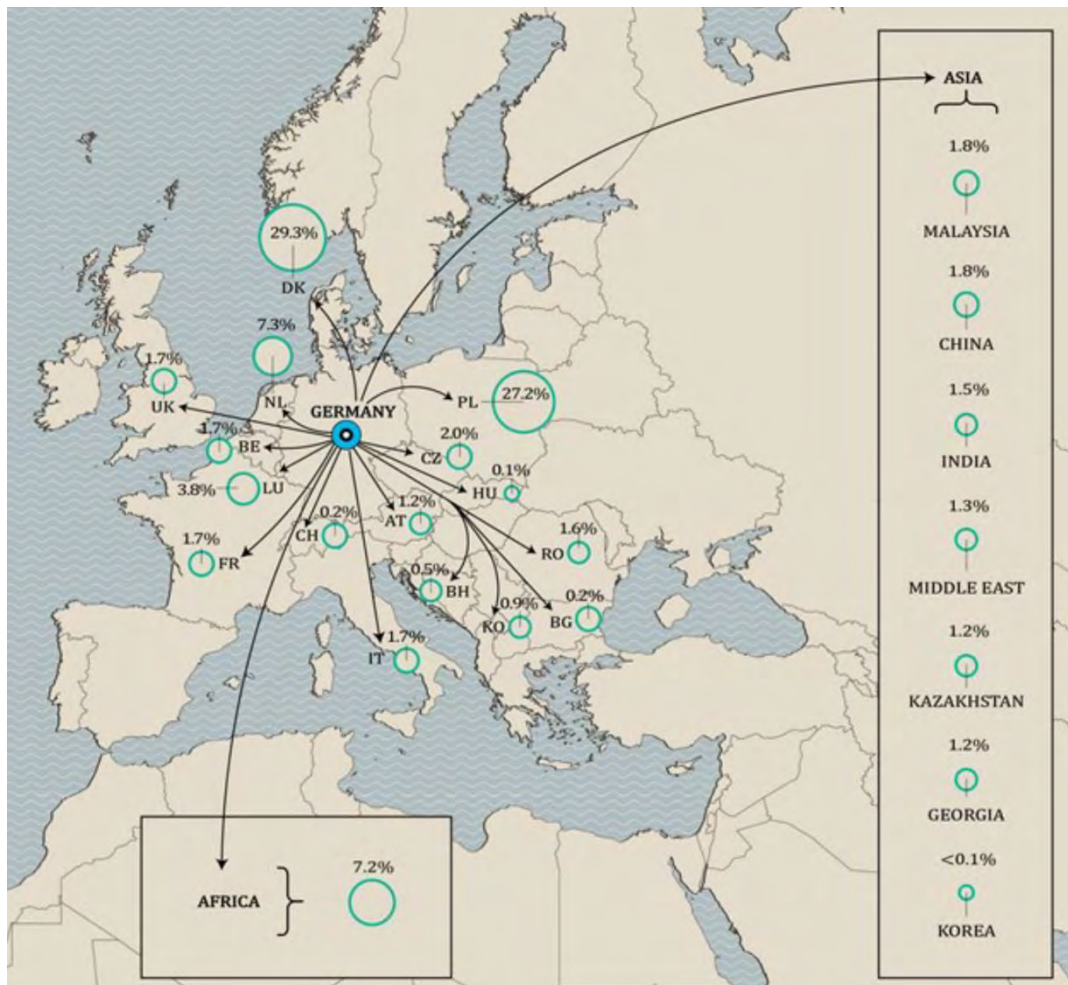 ASIA
1.8%
MALAYSIA
1.8%
CHINA
1.5%
INDIA
1.3%
MIDDLE EAST
1.2%
KAZAKHSTAN
1.2%
GEORGIA
<0.1%
KOREA
29.3%
DK
7.3%
NL
1.7%
UK
GERMANY
PL
27.2%
1.7%
BE
2.0%
CZ
3.8%
LU
0.1%
HU
0.2%
CH
1.2%
AT
1.6%
RO
1.7%
FR
0.5%
BH
0.9%
KO
0.2%
BG
1.7%
IT
7.2%
AFRICA